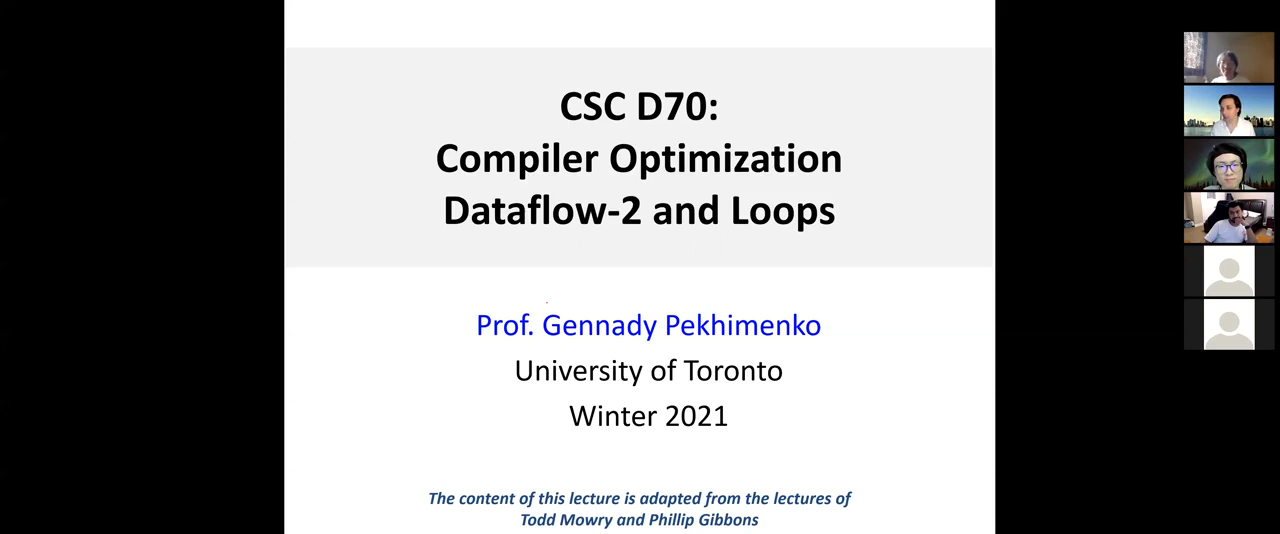 CSC D70:
Compiler Optimization
Dataflow-2 and Loops
Prof. Gennady Pekhimenko
University of Toronto
Winter 2021
The content of this lecture is adapted from the lectures of
Todd Mowry and Phillip Gibbons